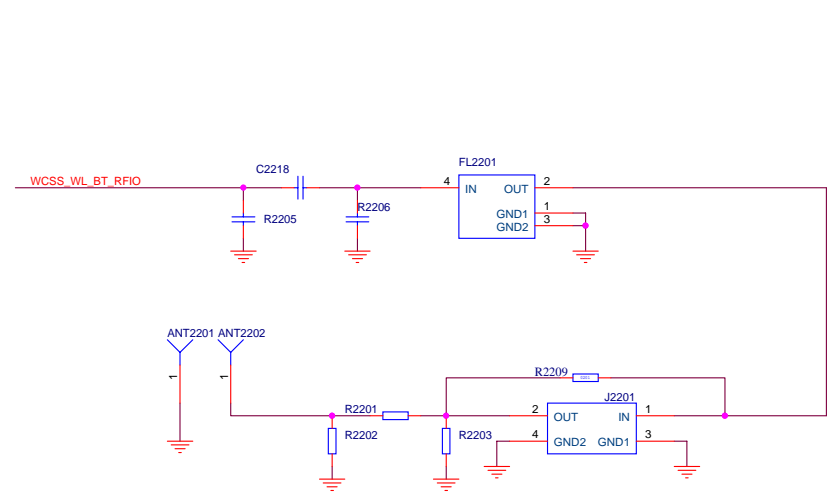 FL2201
C2218
WCSS_WL_BT_RFIO
4 IN OUT 2
R2206
GND1 1
R2205
GND2 3
ANT2201 ANT2202
1 1
R2209
J2201
R2201
2 OUT IN 1
R2202 R2203
4 GND2 GND1 3